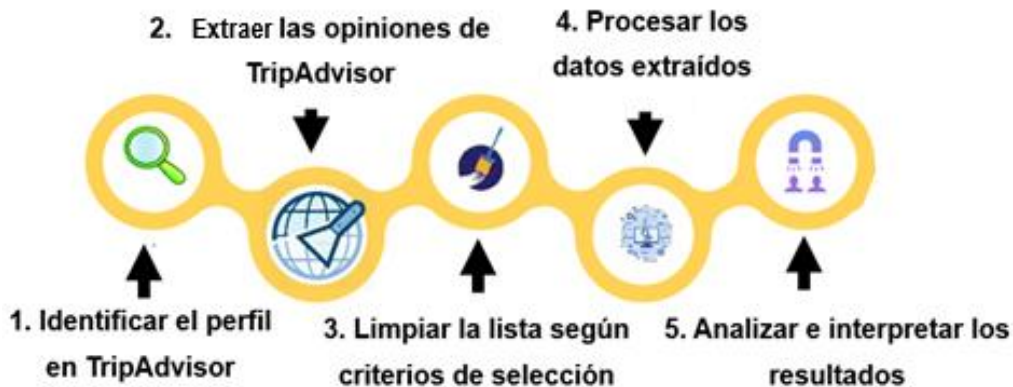 1. Identificar el perfil
en TripAdvisor
2. Extraer las opiniones de
TripAdvisor
3. Limpiar la lista según
criterios de selección
4. Procesar los
datos extraídos
5. Analizar e interpretar los
resultados